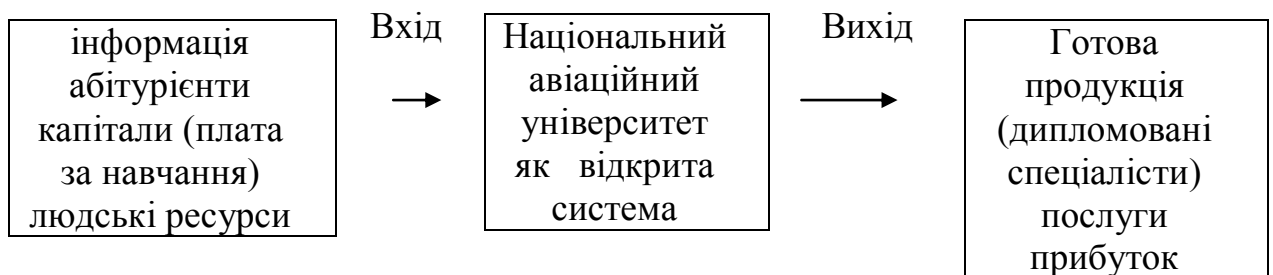 інформація
абітурієнти
капітали (плата
за навчання)
людські ресурси
Вхід
Національний
авіаційний
університет
як відкрита
система
Вихід
Готова
продукція
(дипломовані
спеціалісти)
послуги
прибуток